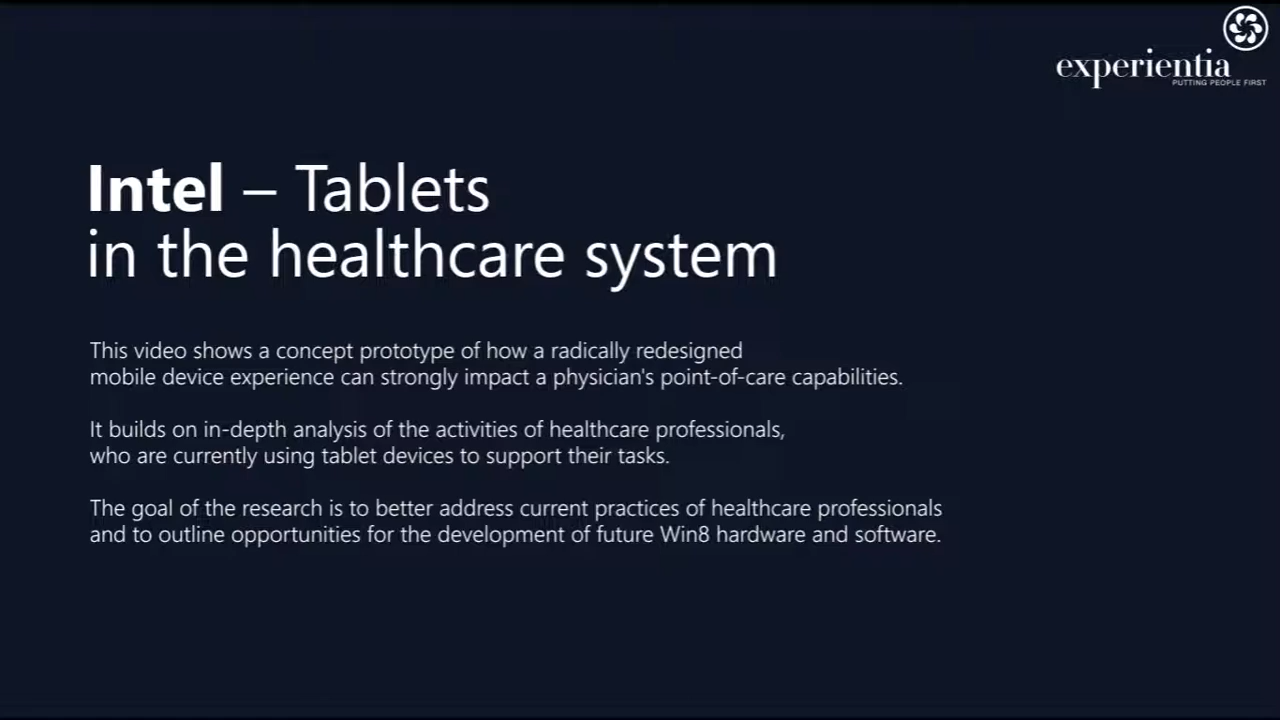 experientia
PUTTING PEOPLE FIRST
Intel – Tablets
in the healthcare system
This video shows a concept prototype of how a radically redesigned
mobile device experience can strongly impact a physician's point-of-care capabilities.
It builds on in-depth analysis of the activities of healthcare professionals,
who are currently using tablet devices to support their tasks.
The goal of the research is to better address current practices of healthcare professionals
and to outline opportunities for the development of future Win8 hardware and software.